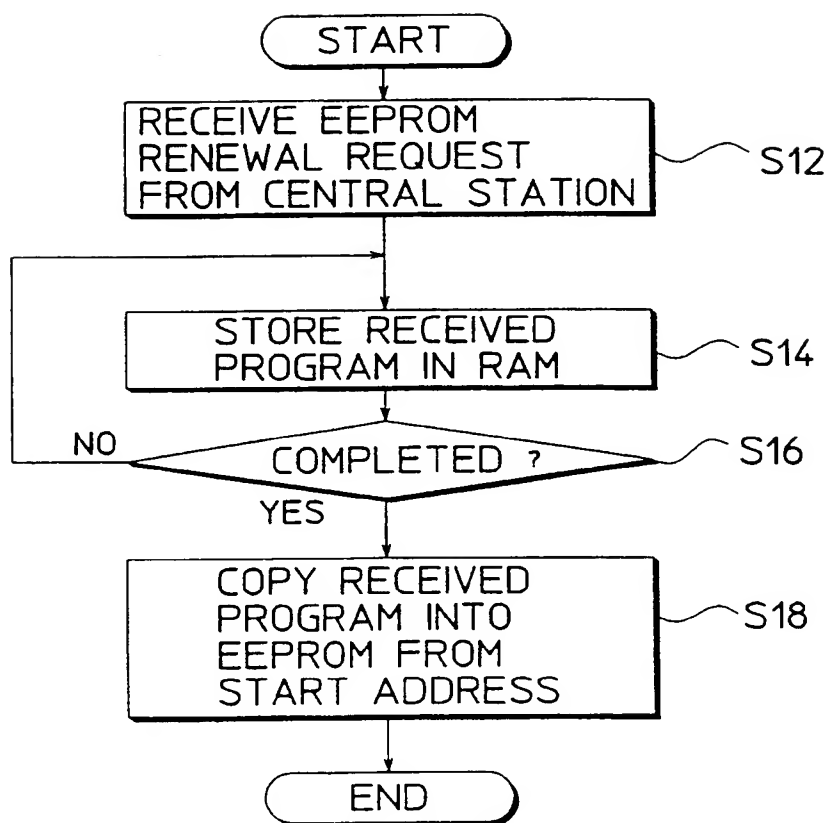 START
RECEIVE EEPROM
RENEWAL REQUEST
FROM CENTRAL STATION
S12
STORE RECEIVED
PROGRAM IN RAM
S14
NO
COMPLETED ?
S16
YES
COPY RECEIVED
PROGRAM INTO
EEPROM FROM
START ADDRESS
S18
END